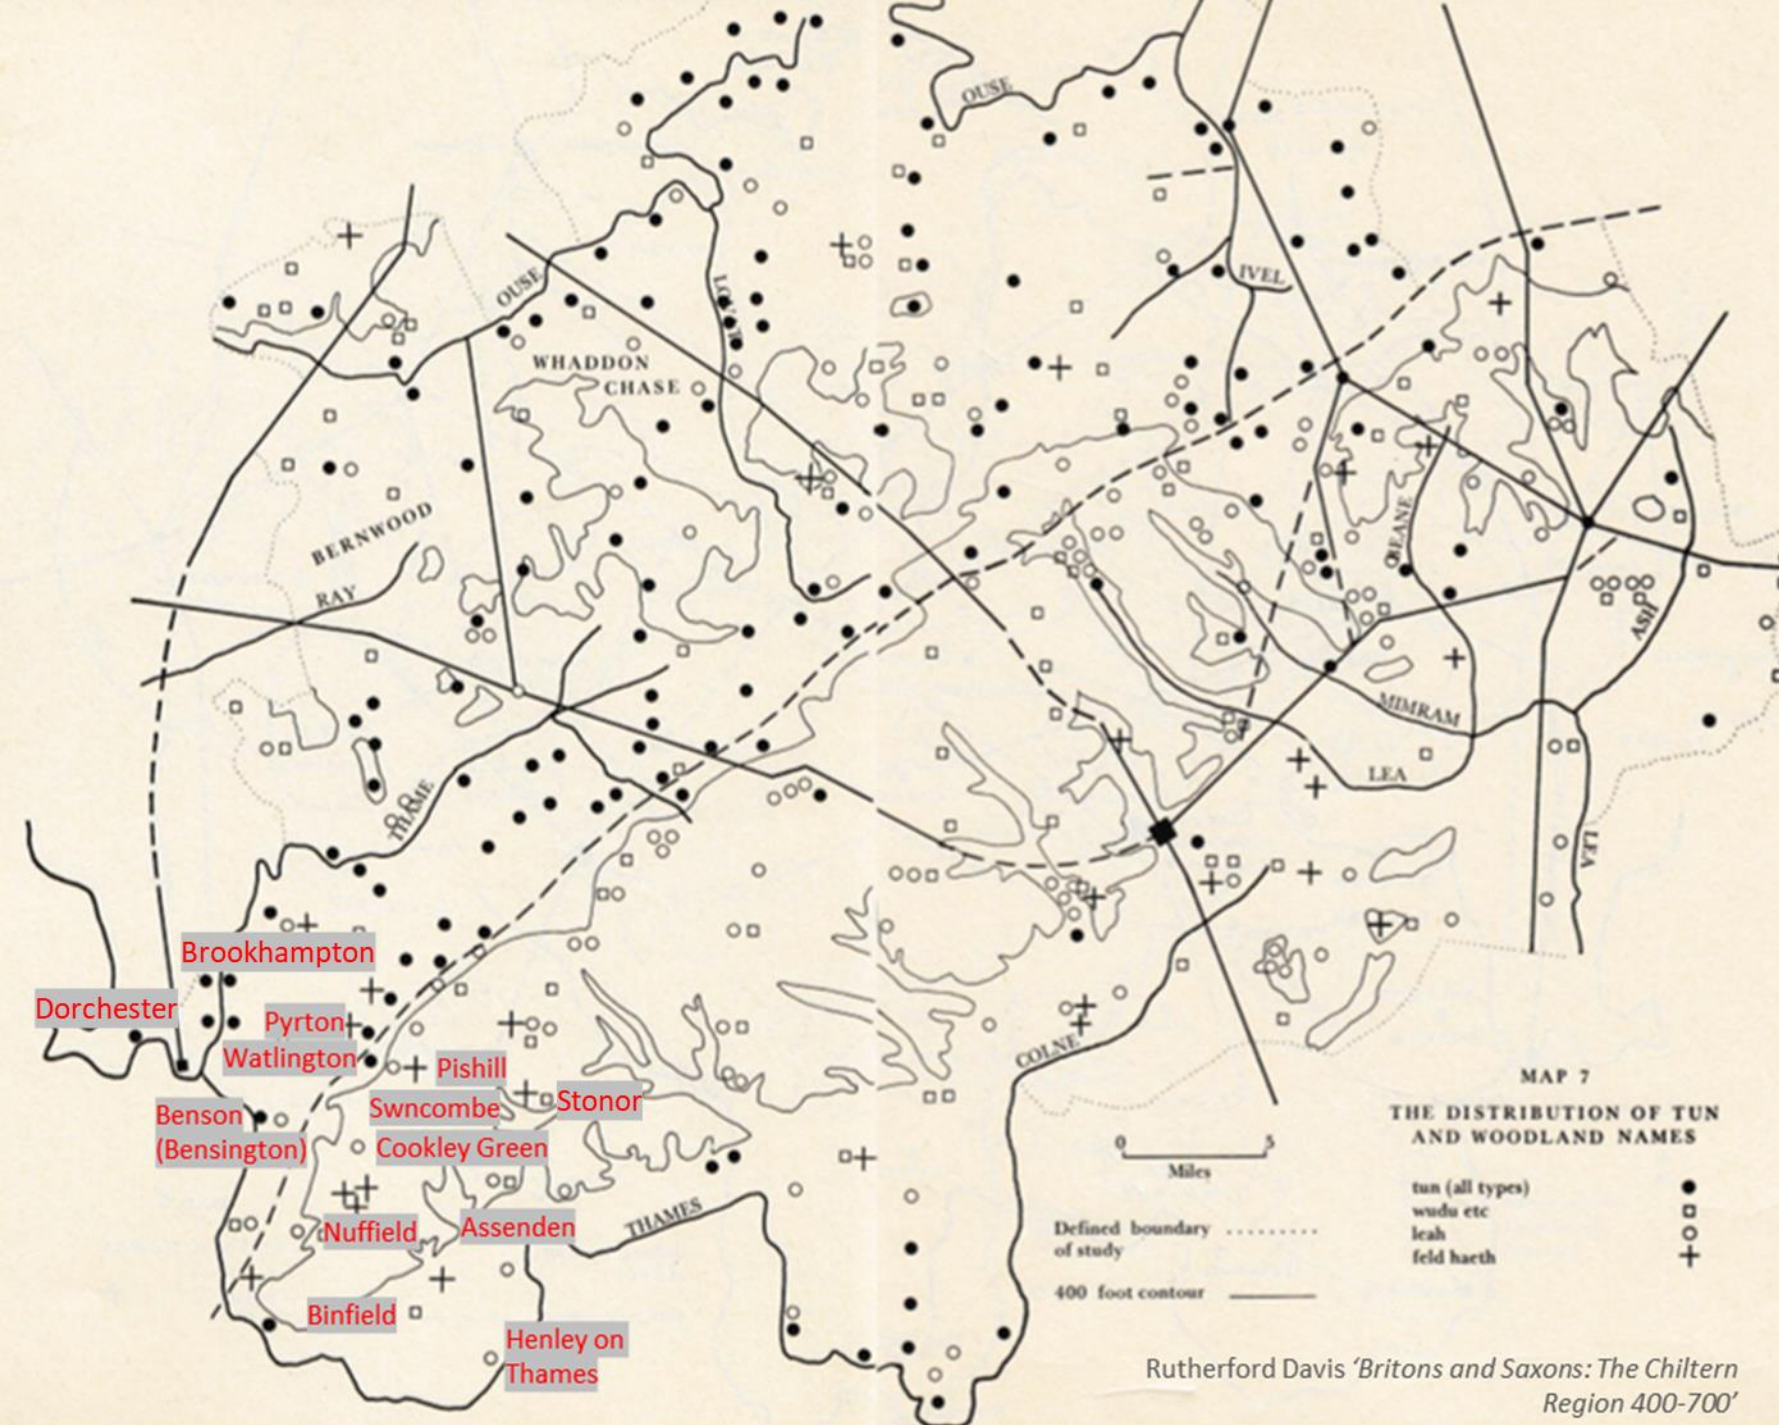 OUSE
IVEL
OUSE
WHADDON
CHASE
BERNWOOD
RAY
BEANE
ASH
MIMRAM
LEA
THAME
LEA
Brookhampton
Dorchester
Pyrton
Watlington
Pishill
COLNE
Benson
(Bensington)
Swncombe
Stonor
Cookley Green
Nuffield
Assenden
THAMES
Binfield
Henley on
Thames
MAP 7
THE DISTRIBUTION OF TUN
AND WOODLAND NAMES
0 5
Miles
tun (all types)
wudu etc
leah
feld haeth
Defined boundary
of study
400 foot contour
Rutherford Davis ‘Britons and Saxons: The Chiltern
Region 400-700’